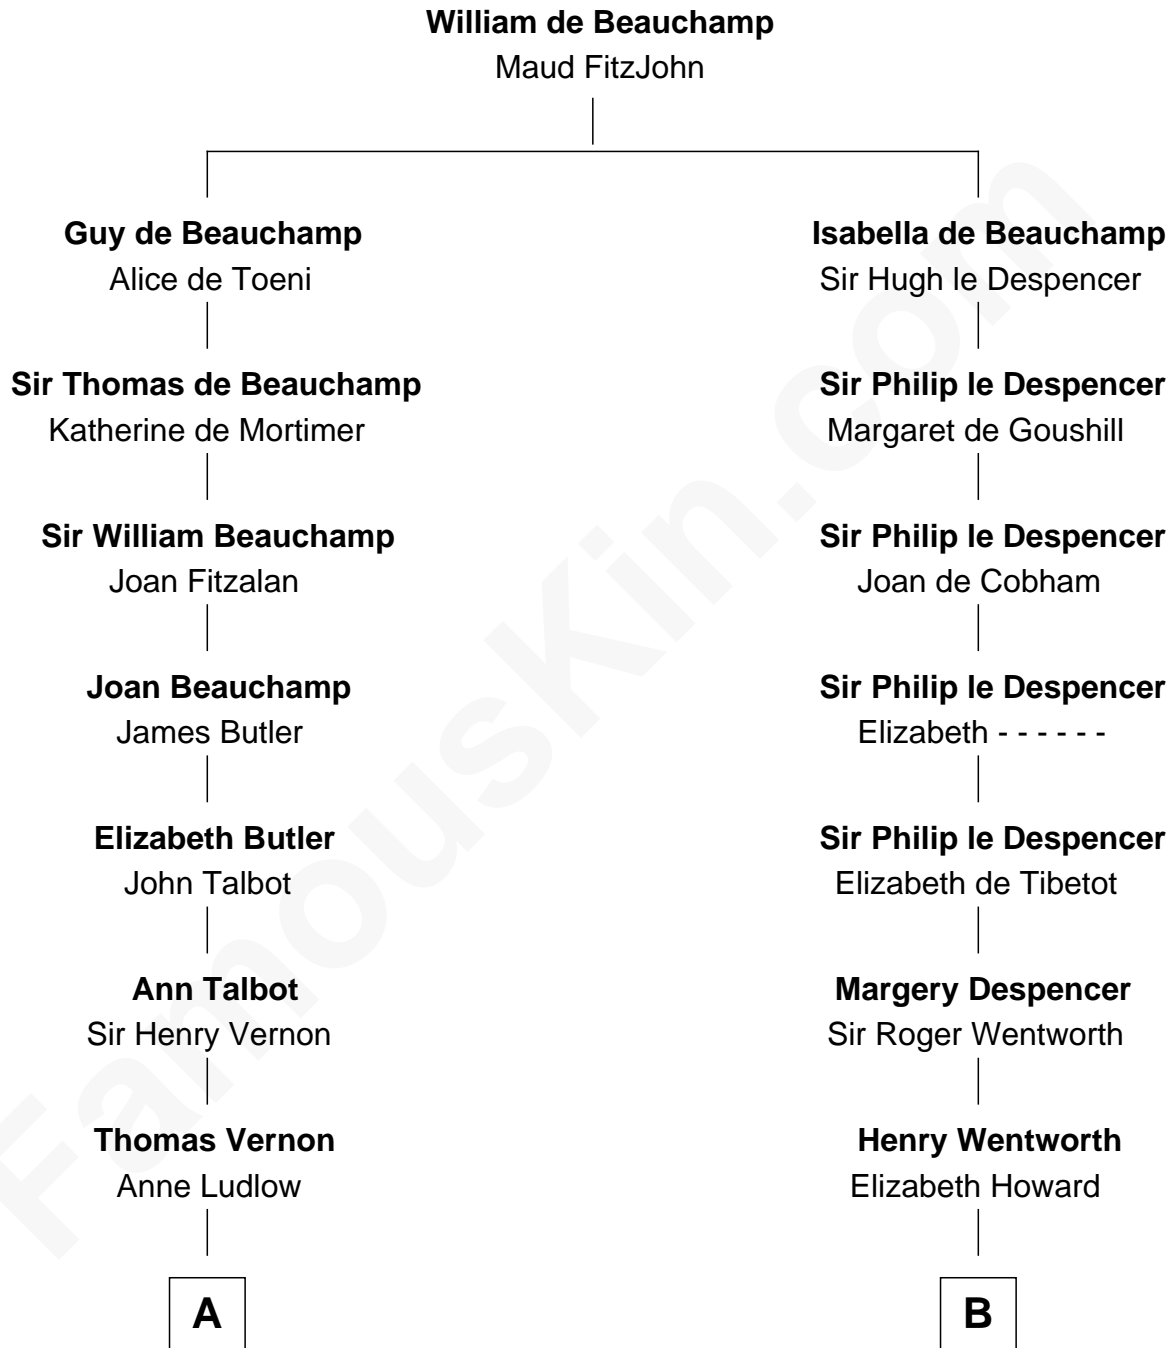 William de Beauchamp
Maud FitzJohn
Guy de Beauchamp
Alice de Toeni
Isabella de Beauchamp
Sir Hugh le Despencer
Sir Thomas de Beauchamp
Katherine de Mortimer
Sir Philip le Despencer
Margaret de Goushill
Sir William Beauchamp
Joan Fitzalan
Sir Philip le Despencer
Joan de Cobham
Joan Beauchamp
James Butler
Sir Philip le Despencer
Elizabeth - - - - - -
Elizabeth Butler
John Talbot
Sir Philip le Despencer
Elizabeth de Tibetot
Ann Talbot
Sir Henry Vernon
Margery Despencer
Sir Roger Wentworth
Thomas Vernon
Anne Ludlow
Henry Wentworth
Elizabeth Howard
A
B
FamousKin.com